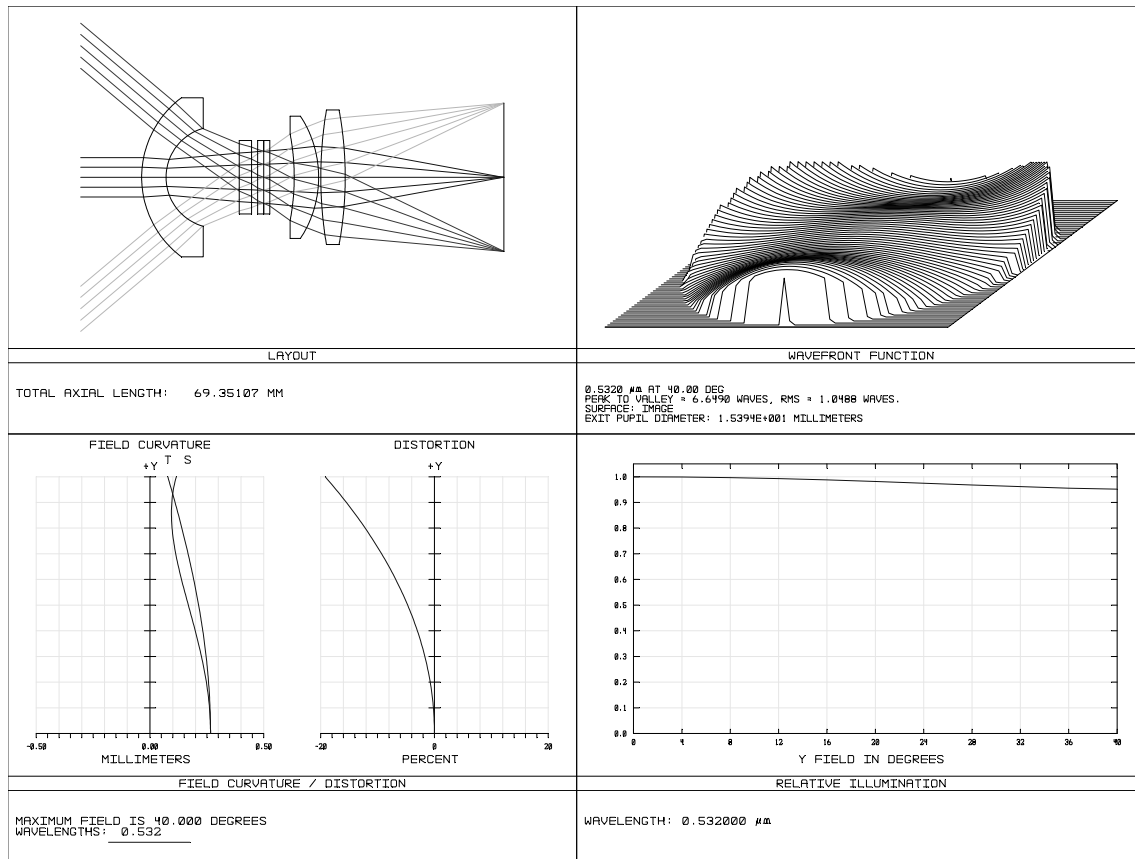 LAYOUT
TOTAL AXIAL LENGTH: 69.35107 MM
WAVEFRONT FUNCTION
0.5320 µm AT 40.00 DEG
PEAK TO VALLEY = 6.6490 WAVES, RMS = 1.0488 WAVES.
SURFACE: IMAGE
EXIT PUPIL DIAMETER: 1.5394E+001 MILLIMETERS
FIELD CURVATURE
T S
+Y
-0.50 0.00 0.50
MILLIMETERS
DISTORTION
+Y
-20 0 20
PERCENT
FIELD CURVATURE / DISTORTION
MAXIMUM FIELD IS 40.000 DEGREES
WAVELENGTHS: 0.532
1.0
0.9
0.8
0.7
0.6
0.5
0.4
0.3
0.2
0.1
0.0
0 4 8 12 16 20 24 28 32 36 40
Y FIELD IN DEGREES
RELATIVE ILLUMINATION
WAVELENGTH: 0.532000 µm